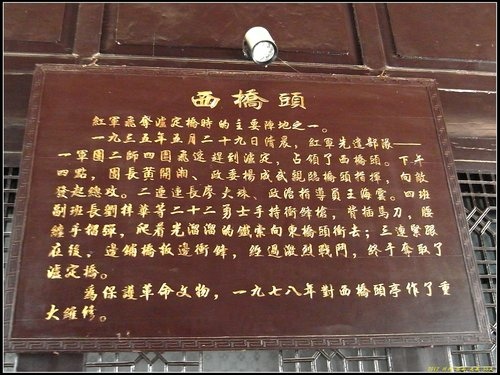 西橋頭
紅軍飛奪瀘定橋時的主要陣地之一。
一九三五年五月二十九日清晨，紅軍先遣部隊——
一軍團二師四團飛速趕到瀘定，占領了西橋頭。下午
四點，團長黄開湘、政委楊成武親臨橋頭指揮，向敵
發起總攻。二連連長廖大珠、政治指導員王海雲。四班
副班長劉梓華等二十二勇士手持衝鋒槍，背插馬刀，腰
纏手榴彈，爬着光溜溜的鐵索向東橋頭衝去；三連緊跟
在後，邊鋪橋板邊衝鋒，經過激烈戰鬥，終于奪取了
瀘定橋。
為保護革命文物，一九七八年對西橋頭亭作了重
大維修。